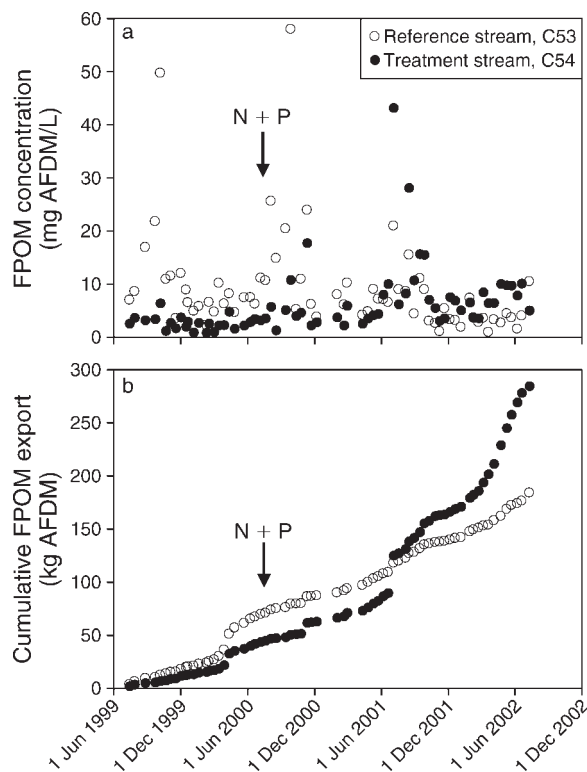 a
Reference stream, C53
Treatment stream, C54
FPOM concentration
(mg AFDM/L)
60
50
40
30
20
10
0
N + P
b
Cumulative FPOM export
(kg AFDM)
300
250
200
150
100
50
0
N + P
1 Jun 1999
1 Dec 1999
1 Jun 2000
1 Dec 2000
1 Jun 2001
1 Dec 2001
1 Jun 2002
1 Dec 2002